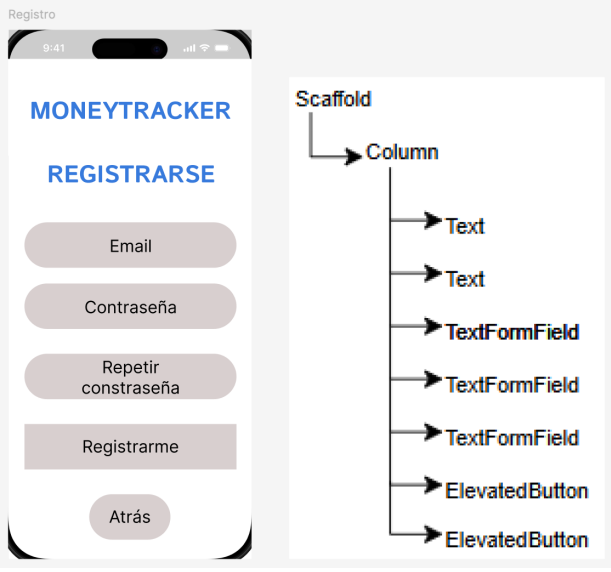 Registro
9:41
MONEYTRACKER
REGISTRARSE
Email
Contraseña
Repetir
constraseña
Registrarme
Atrás
Scaffold
Column
Text
Text
TextFormField
TextFormField
TextFormField
ElevatedButton
ElevatedButton